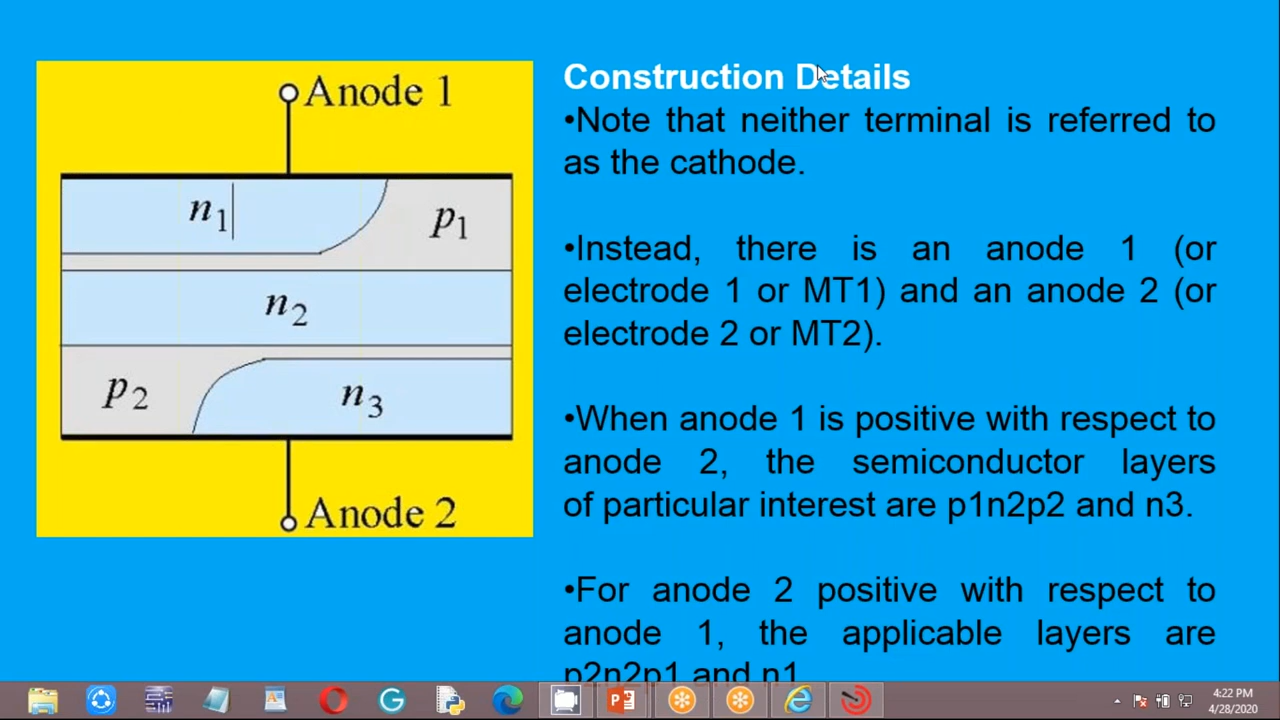 Anode 1
n1
p1
n2
p2
n3
Anode 2
Construction Details
•Note that neither terminal is referred to
as the cathode.
•Instead, there is an anode 1 (or
electrode 1 or MT1) and an anode 2 (or
electrode 2 or MT2).
•When anode 1 is positive with respect to
anode 2, the semiconductor layers
of particular interest are p1n2p2 and n3.
•For anode 2 positive with respect to
anode 1, the applicable layers are
p2n2p1 and n1
4:22 PM
4/28/2020